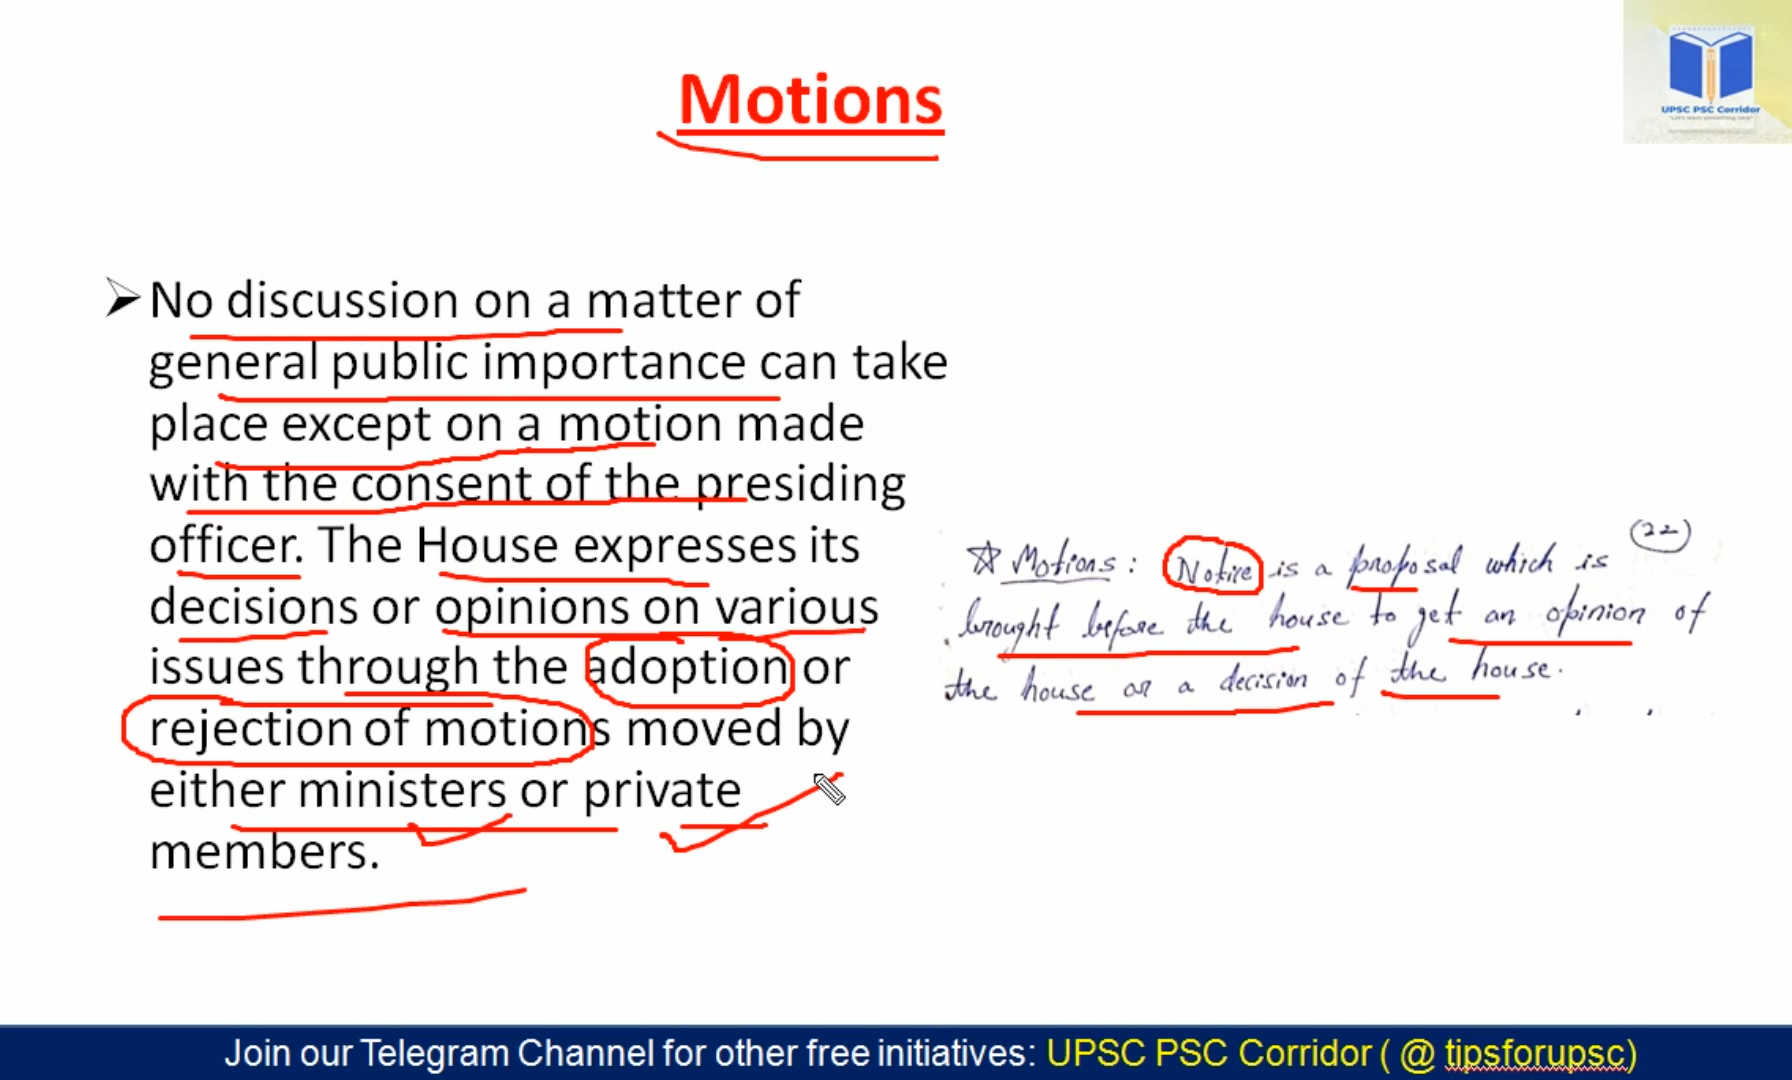 Motions
UPSC PSC Corridor
➢No discussion on a matter of
general public importance can take
place except on a motion made
with the consent of the presiding
officer. The House expresses its
decisions or opinions on various
issues through the adoption or
rejection of motions moved by
either ministers or private
members.
(22)
☆ Motions: Notice is a proposal which is
brought before the house to get an opinion of
the house or a decision of the house.
Join our Telegram Channel for other free initiatives: UPSC PSC Corridor ( @ tipsforupsc)